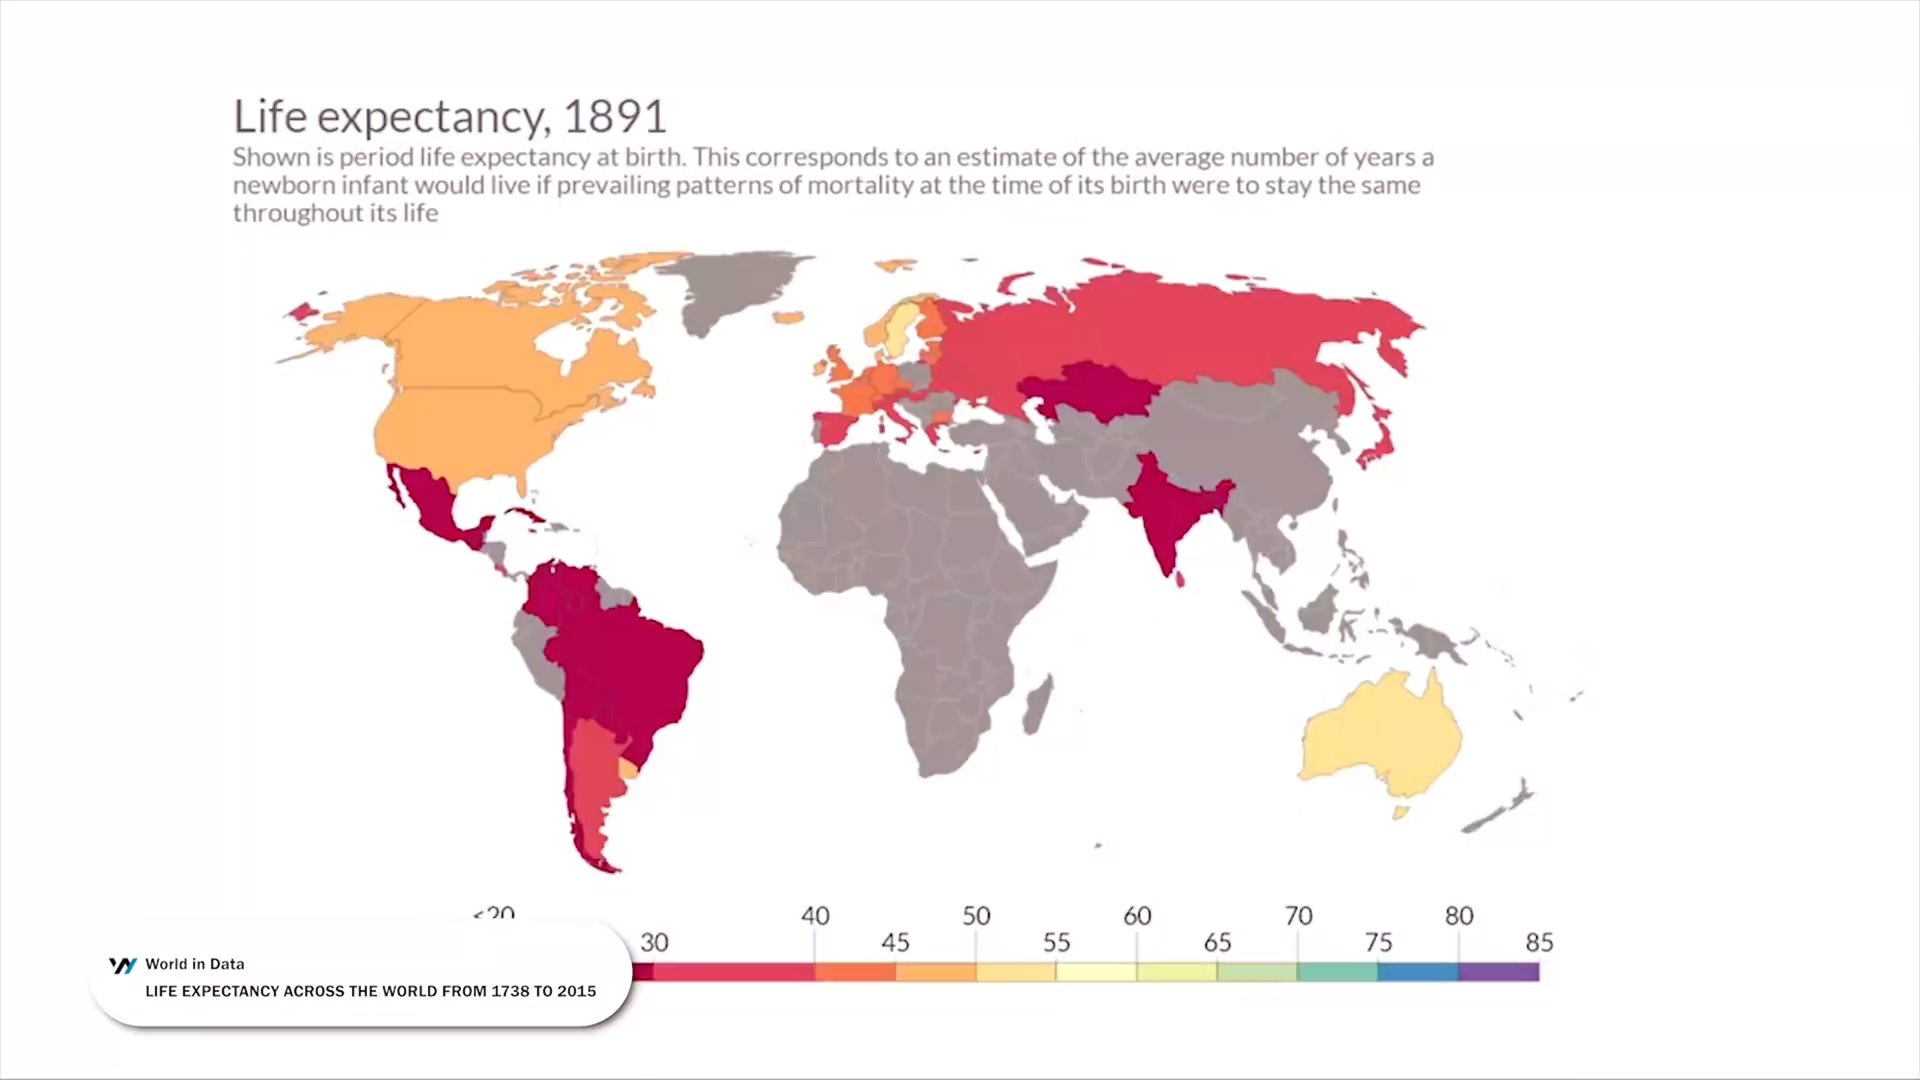 Life expectancy, 1891
Shown is period life expectancy at birth. This corresponds to an estimate of the average number of years a
newborn infant would live if prevailing patterns of mortality at the time of its birth were to stay the same
throughout its life
<20 40 50 60 70 80
30 45 55 65 75 85
World in Data
LIFE EXPECTANCY ACROSS THE WORLD FROM 1738 TO 2015